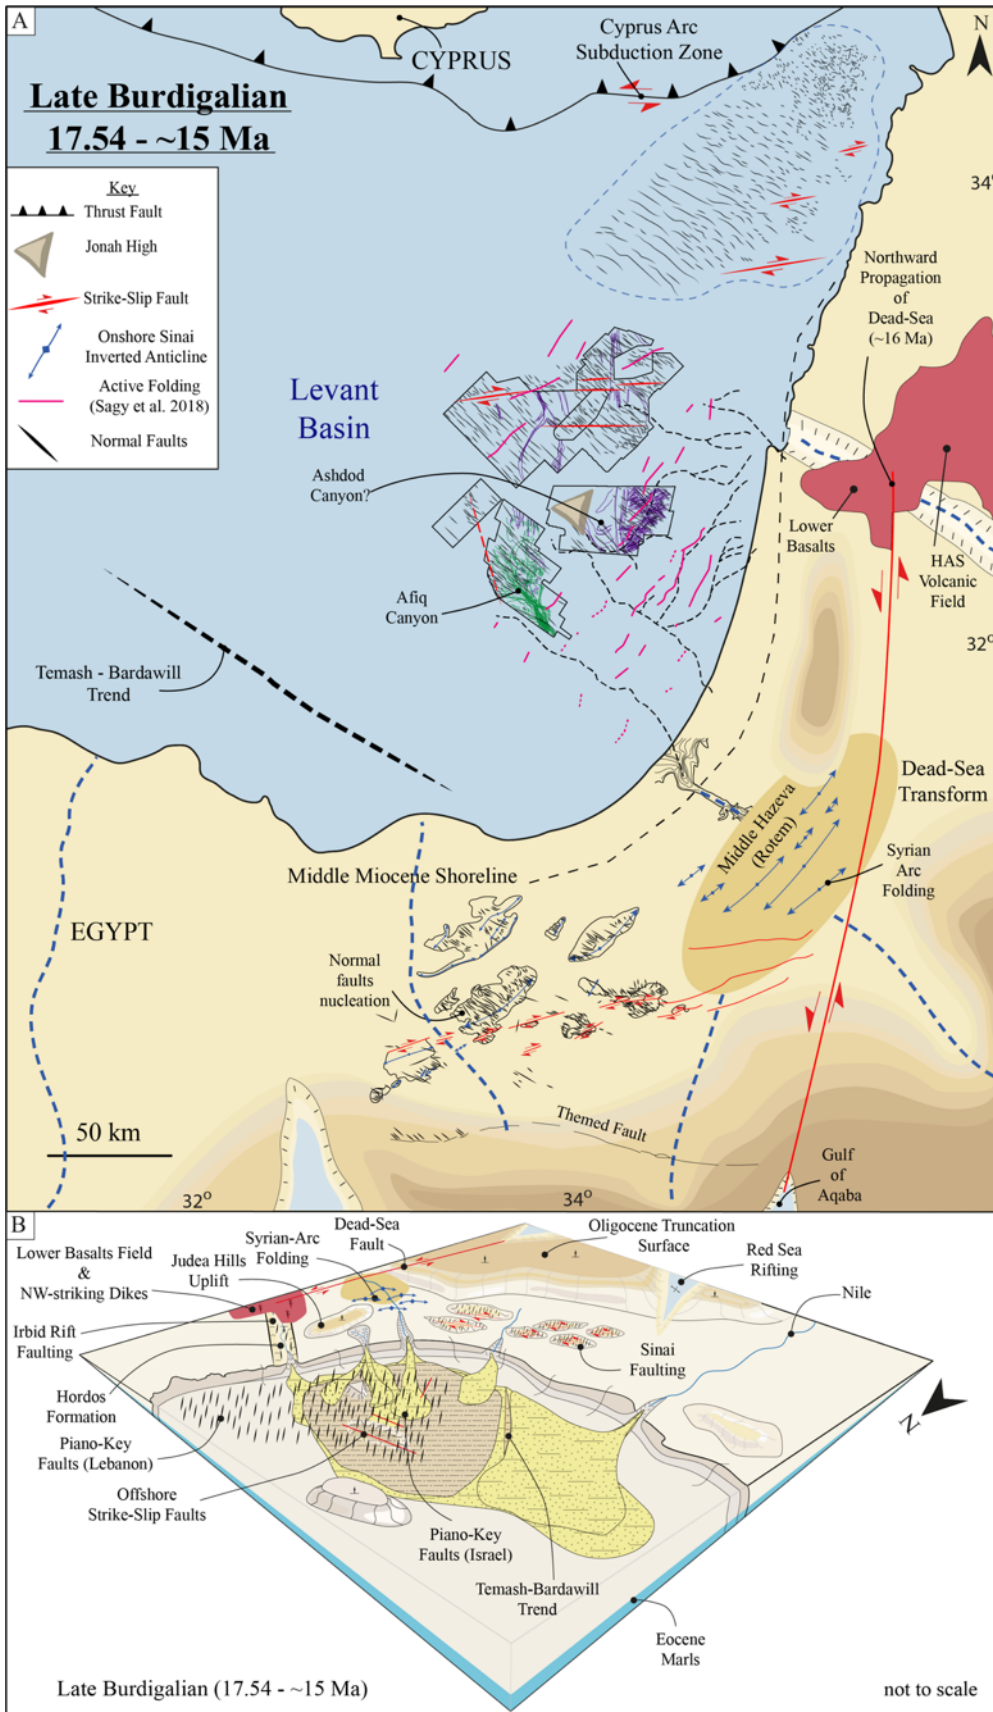 A
N
CYPRUS
Cyprus Arc
Subduction Zone
Late Burdigalian
17.54 - ~15 Ma
Key
Thrust Fault
Jonah High
Strike-Slip Fault
Onshore Sinai
Inverted Anticline
Active Folding
(Sagy et al. 2018)
Normal Faults
34º
Northward
Propagation
of
Dead-Sea
(~16 Ma)
Levant
Basin
Ashdod
Canyon?
Lower
Basalts
HAS
Volcanic
Field
Afiq
Canyon
32º
Temash - Bardawill
Trend
Dead-Sea
Transform
Middle Hazeva
(Rotem)
Syrian
Arc
Folding
Middle Miocene Shoreline
EGYPT
Normal
faults
nucleation
Themed Fault
50 km
Gulf
of
Aqaba
32º
34º
B
Lower Basalts Field
&
NW-striking Dikes
Judea Hills
Uplift
Syrian-Arc
Folding
Dead-Sea
Fault
Oligocene Truncation
Surface
Red Sea
Rifting
Nile
Irbid Rift
Faulting
Sinai
Faulting
Hordos
Formation
Piano-Key
Faults (Lebanon)
N
Offshore
Strike-Slip Faults
Piano-Key
Faults (Israel)
Temash-Bardawill
Trend
Eocene
Marls
Late Burdigalian (17.54 - ~15 Ma)
not to scale